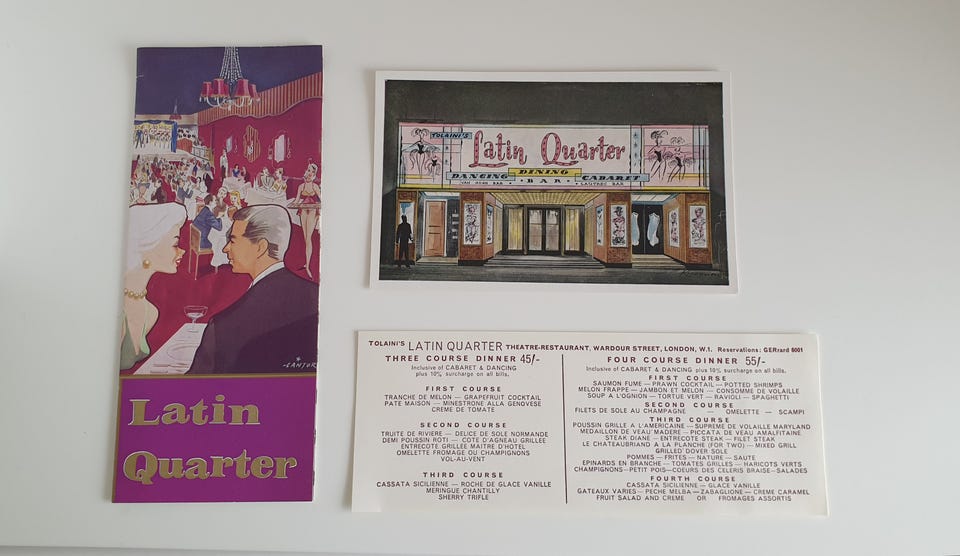 Latin
Quarter
CANTOR
TOLAINI'S
Latin Quarter
DANCING DINING CABARET
BAR
VAN GOGH BAR LAUTREC BAR
TOLAINI'S LATIN QUARTER THEATRE-RESTAURANT, WARDOUR STREET, LONDON, W.1. Reservations: GERrard 6001
THREE COURSE DINNER 45/-
Inclusive of CABARET & DANCING
plus 10% surcharge on all bills.
FIRST COURSE
TRANCHE DE MELON — GRAPEFRUIT COCKTAIL
PATE MAISON — MINESTRONE ALLA GENOVESE
CREME DE TOMATE
SECOND COURSE
TRUITE DE RIVIERE — DELICE DE SOLE NORMANDE
DEMI POUSSIN ROTI — COTE D'AGNEAU GRILLEE
ENTRECOTE GRILLEE MAITRE D'HOTEL
OMELETTE FROMAGE OU CHAMPIGNONS
VOL-AU-VENT
THIRD COURSE
CASSATA SICILIENNE — ROCHE DE GLACE VANILLE
MERINGUE CHANTILLY
SHERRY TRIFLE
FOUR COURSE DINNER 55/-
Inclusive of CABARET & DANCING plus 10% surcharge on all bills.
FIRST COURSE
SAUMON FUME — PRAWN COCKTAIL — POTTED SHRIMPS
MELON FRAPPE — JAMBON ET MELON — CONSOMME DE VOLAILLE
SOUP A L'OGNION — TORTUE VERT — RAVIOLI — SPAGHETTI
SECOND COURSE
FILETS DE SOLE AU CHAMPAGNE — OMELETTE — SCAMPI
THIRD COURSE
POUSSIN GRILLE A L'AMERICAINE — SUPREME DE VOLAILLE MARYLAND
MEDAILLON DE VEAU MADERE — PICCATA DE VEAU AMALFITAINE
STEAK DIANE — ENTRECOTE STEAK — FILET STEAK
LE CHATEAUBRIAND A LA PLANCHE (FOR TWO) — MIXED GRILL
GRILLED DOVER SOLE
POMMES — FRITES — NATURE — SAUTE
EPINARDS EN BRANCHE — TOMATES GRILLES — HARICOTS VERTS
CHAMPIGNONS—PETIT POIS—COEURS DES CELERIS BRAISE—SALADES
FOURTH COURSE
CASSATA SICILIENNE — GLACE VANILLE
GATEAUX VARIES — PECHE MELBA — ZABAGLIONE — CREME CARAMEL
FRUIT SALAD AND CREME OR FROMAGES ASSORTIS